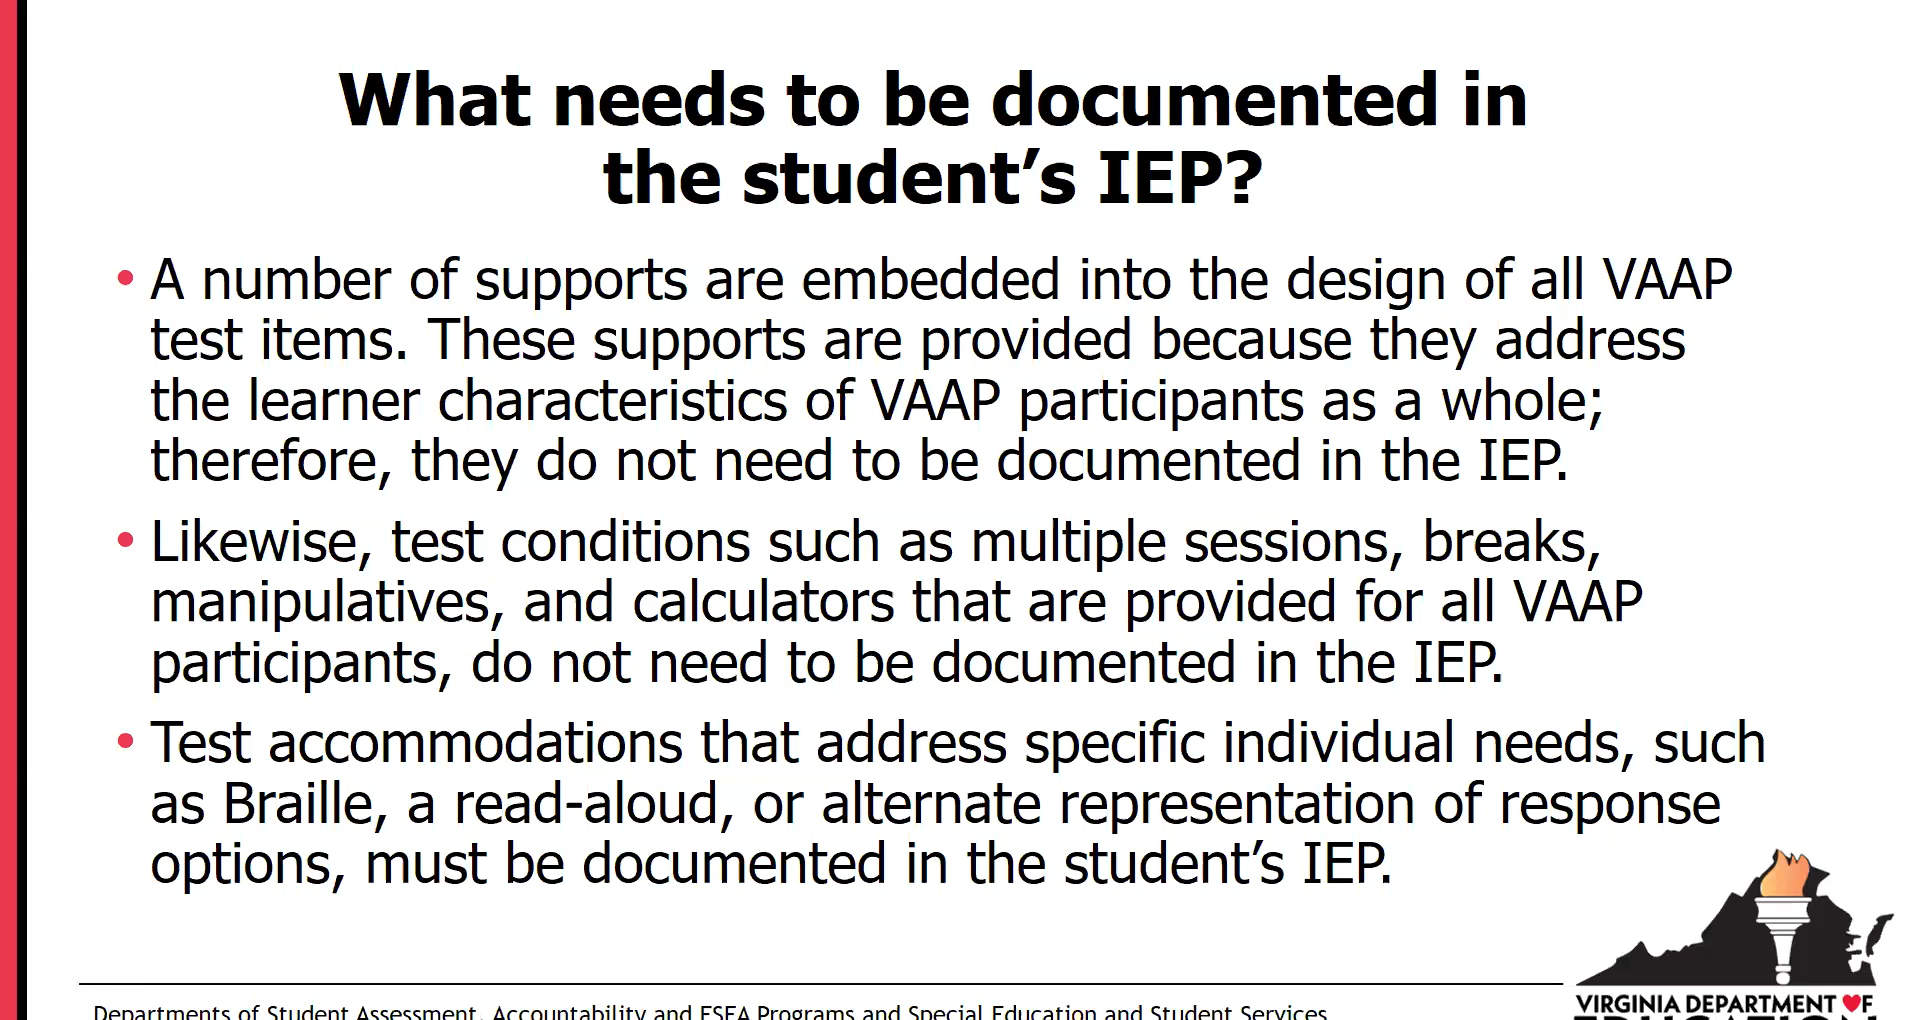 What needs to be documented in
the student’s IEP?
• A number of supports are embedded into the design of all VAAP
test items. These supports are provided because they address
the learner characteristics of VAAP participants as a whole;
therefore, they do not need to be documented in the IEP.
• Likewise, test conditions such as multiple sessions, breaks,
manipulatives, and calculators that are provided for all VAAP
participants, do not need to be documented in the IEP.
• Test accommodations that address specific individual needs, such
as Braille, a read-aloud, or alternate representation of response
options, must be documented in the student’s IEP.
Departments of Student Assessment, Accountability and ESEA Programs and Special Education and Student Services
VIRGINIA DEPARTMENT OF
EDUCATION